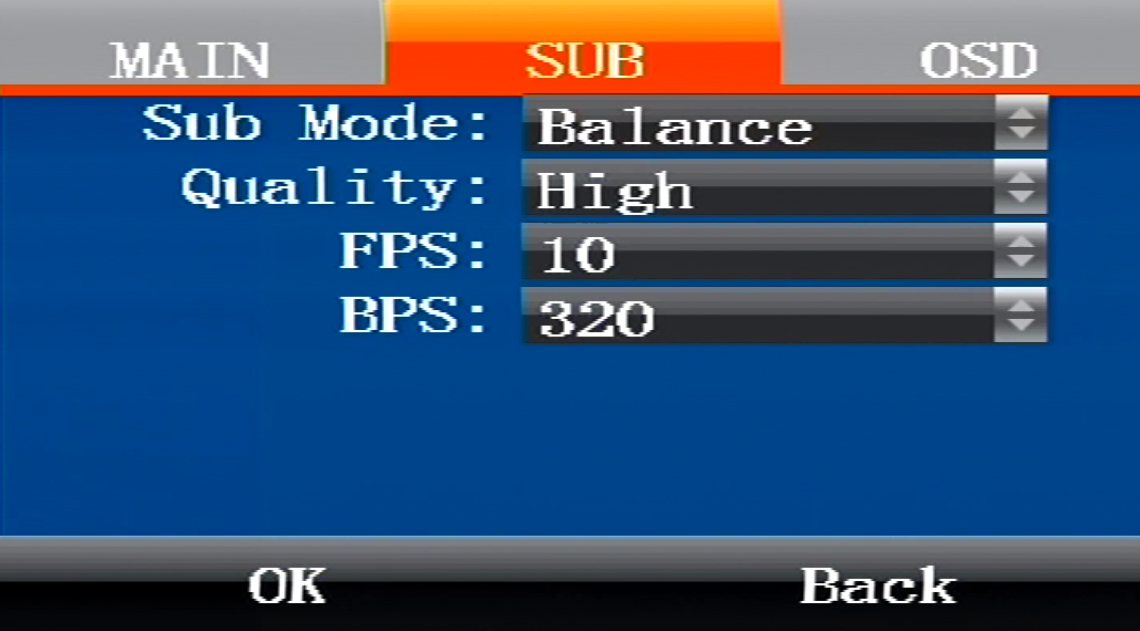 MAIN SUB OSD
Sub Mode: Balance
Quality: High
FPS: 10
BPS: 320
OK Back